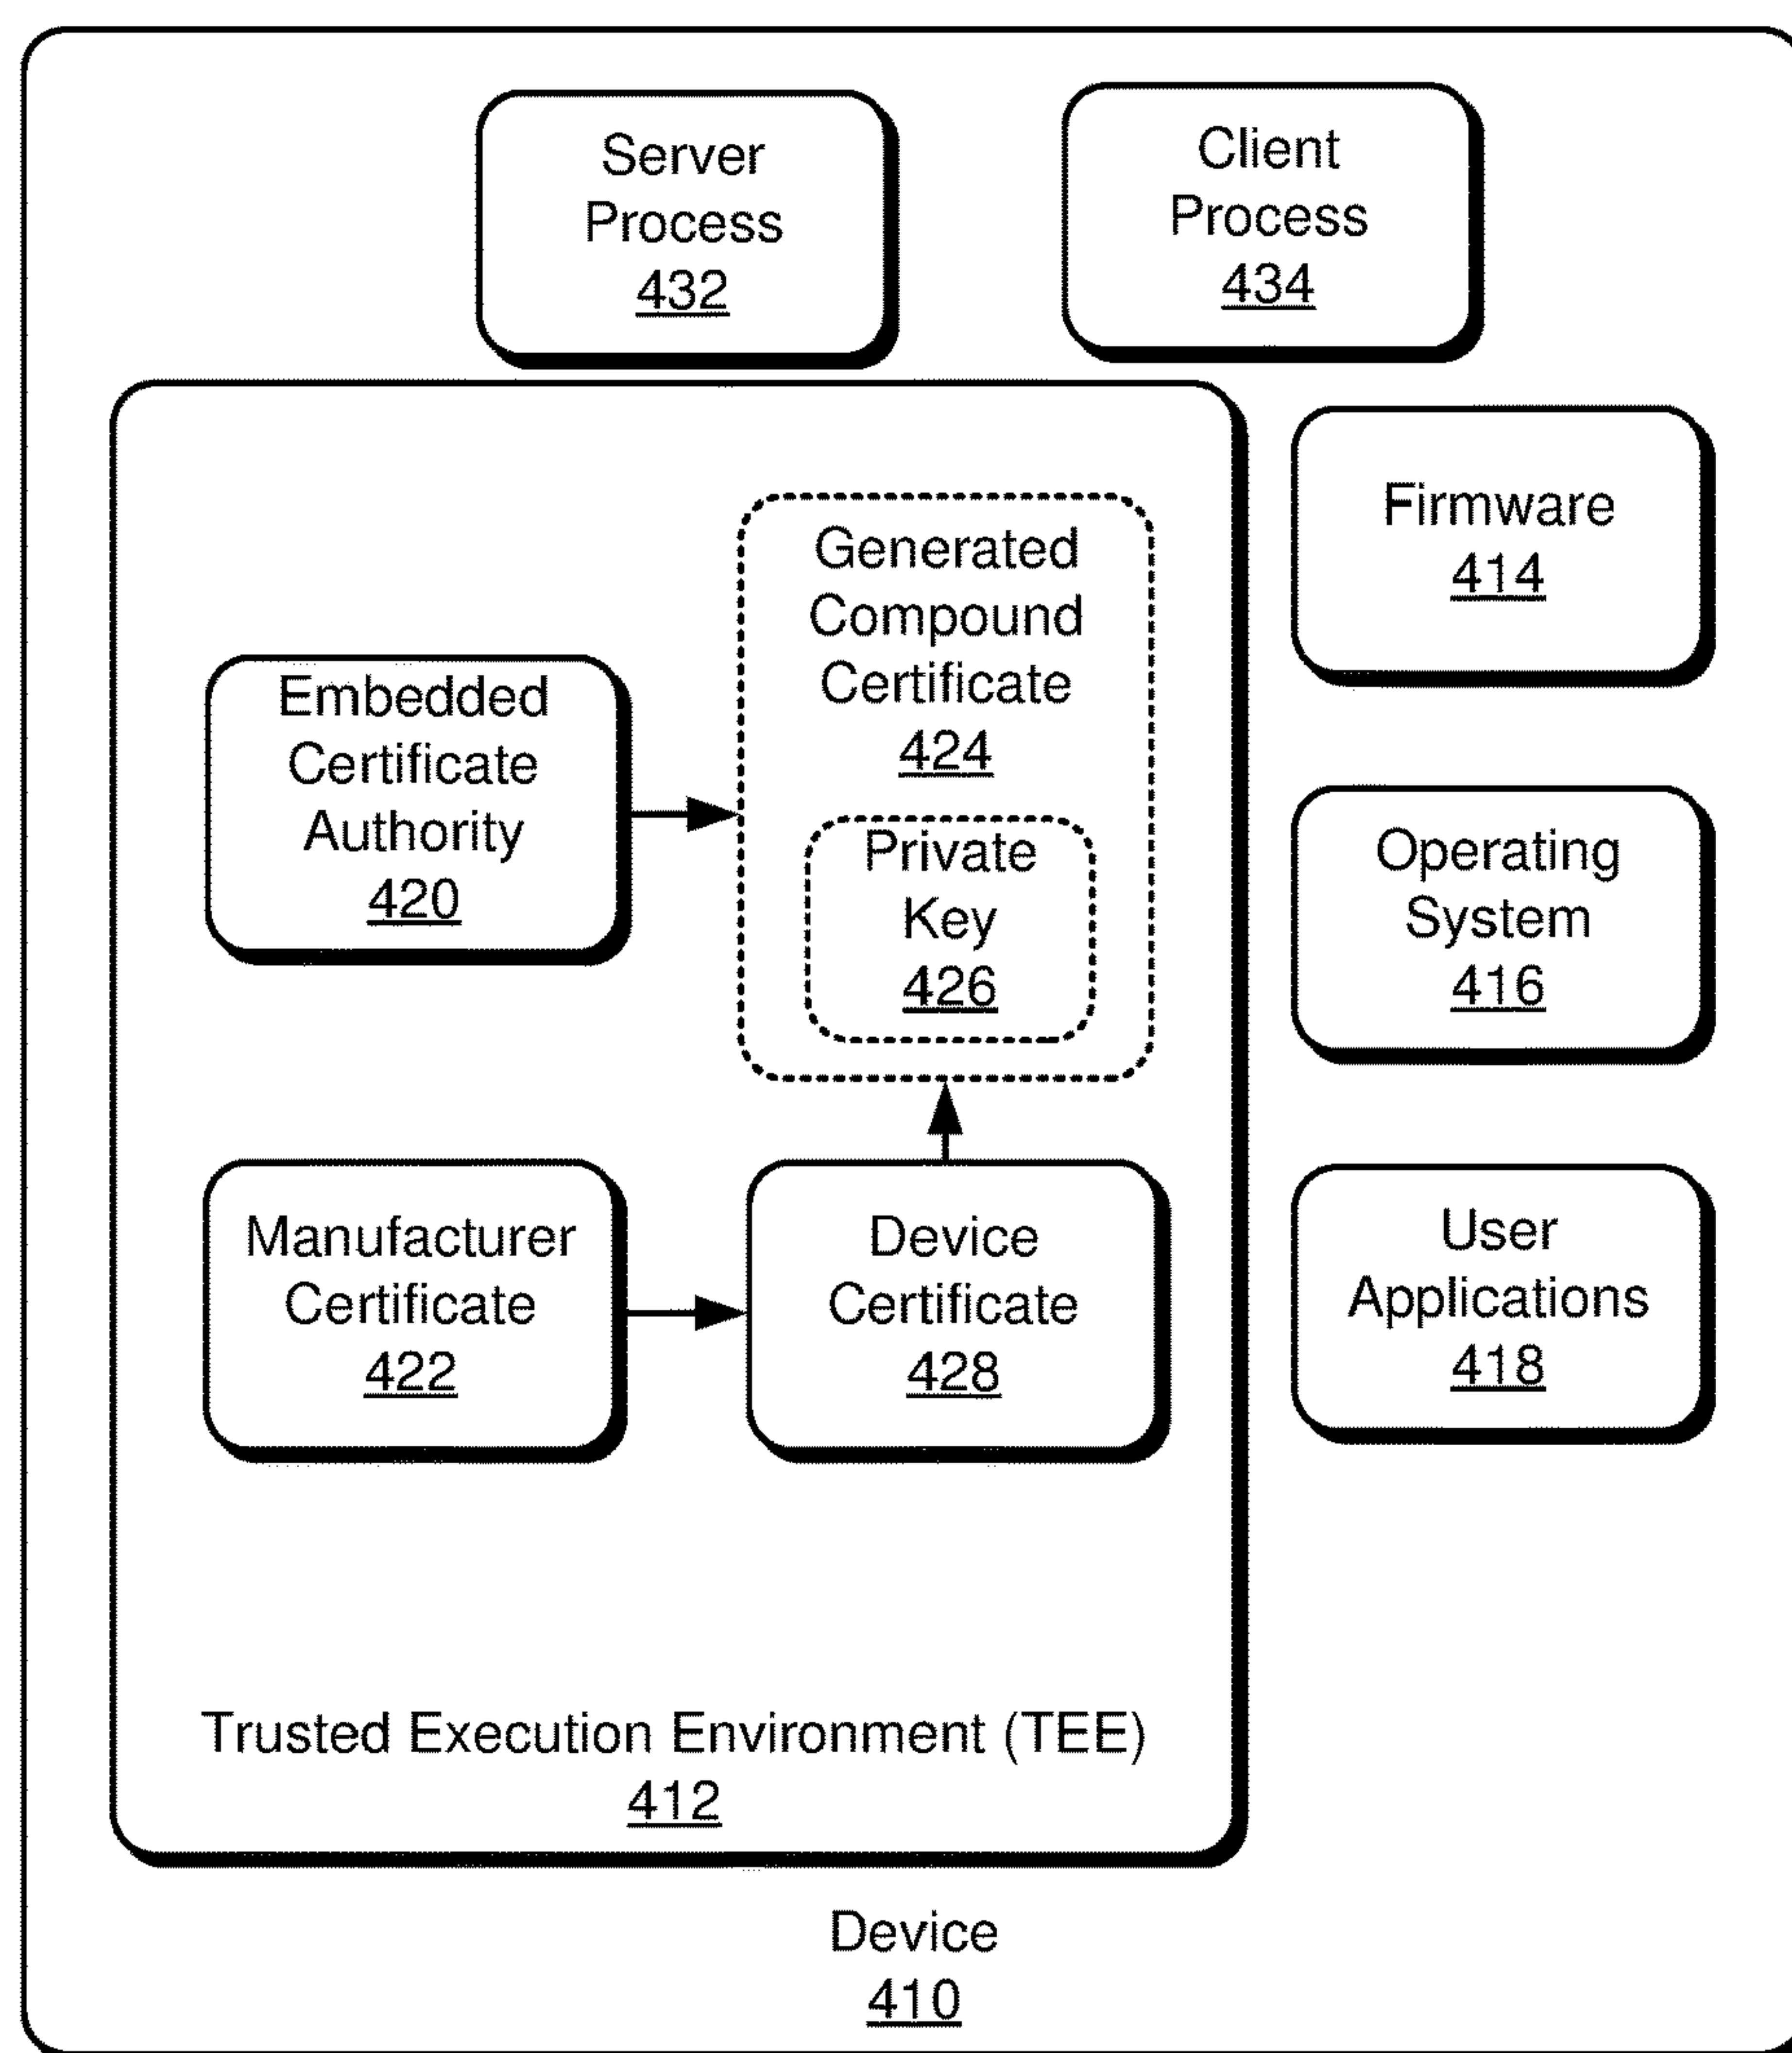 Server
Process
432
Client
Process
434
Firmware
414
Generated
Compound
Certificate
424
Private
Key
426
Embedded
Certificate
Authority
420
Operating
System
416
Manufacturer
Certificate
422
Device
Certificate
428
User
Applications
418
Trusted Execution Environment (TEE)
412
Device
410